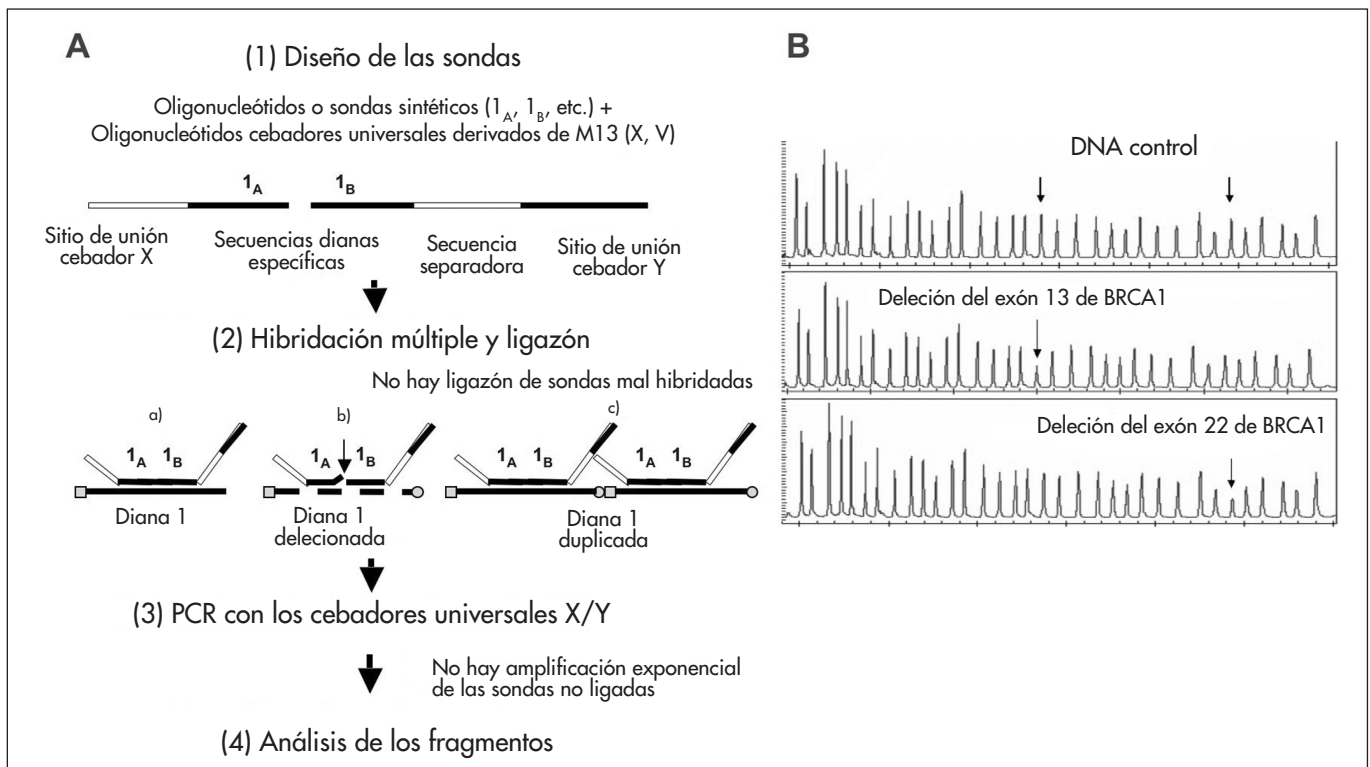 A
(1) Diseño de las sondas
Oligonucleótidos o sondas sintéticos (1A, 1B, etc.) +
Oligonucleótidos cebadores universales derivados de M13 (X, V)
1A
1B
Sitio de unión
cebador X
Secuencias dianas
específicas
Secuencia
separadora
Sitio de unión
cebador Y
(2) Hibridación múltiple y ligazón
No hay ligazón de sondas mal hibridadas
a)
b)
c)
1A 1B
1A 1B
1A 1B
1A 1B
Diana 1
Diana 1
delecionada
Diana 1
duplicada
(3) PCR con los cebadores universales X/Y
No hay amplificación exponencial
de las sondas no ligadas
(4) Análisis de los fragmentos
B
DNA control
Deleción del exón 13 de BRCA1
Deleción del exón 22 de BRCA1